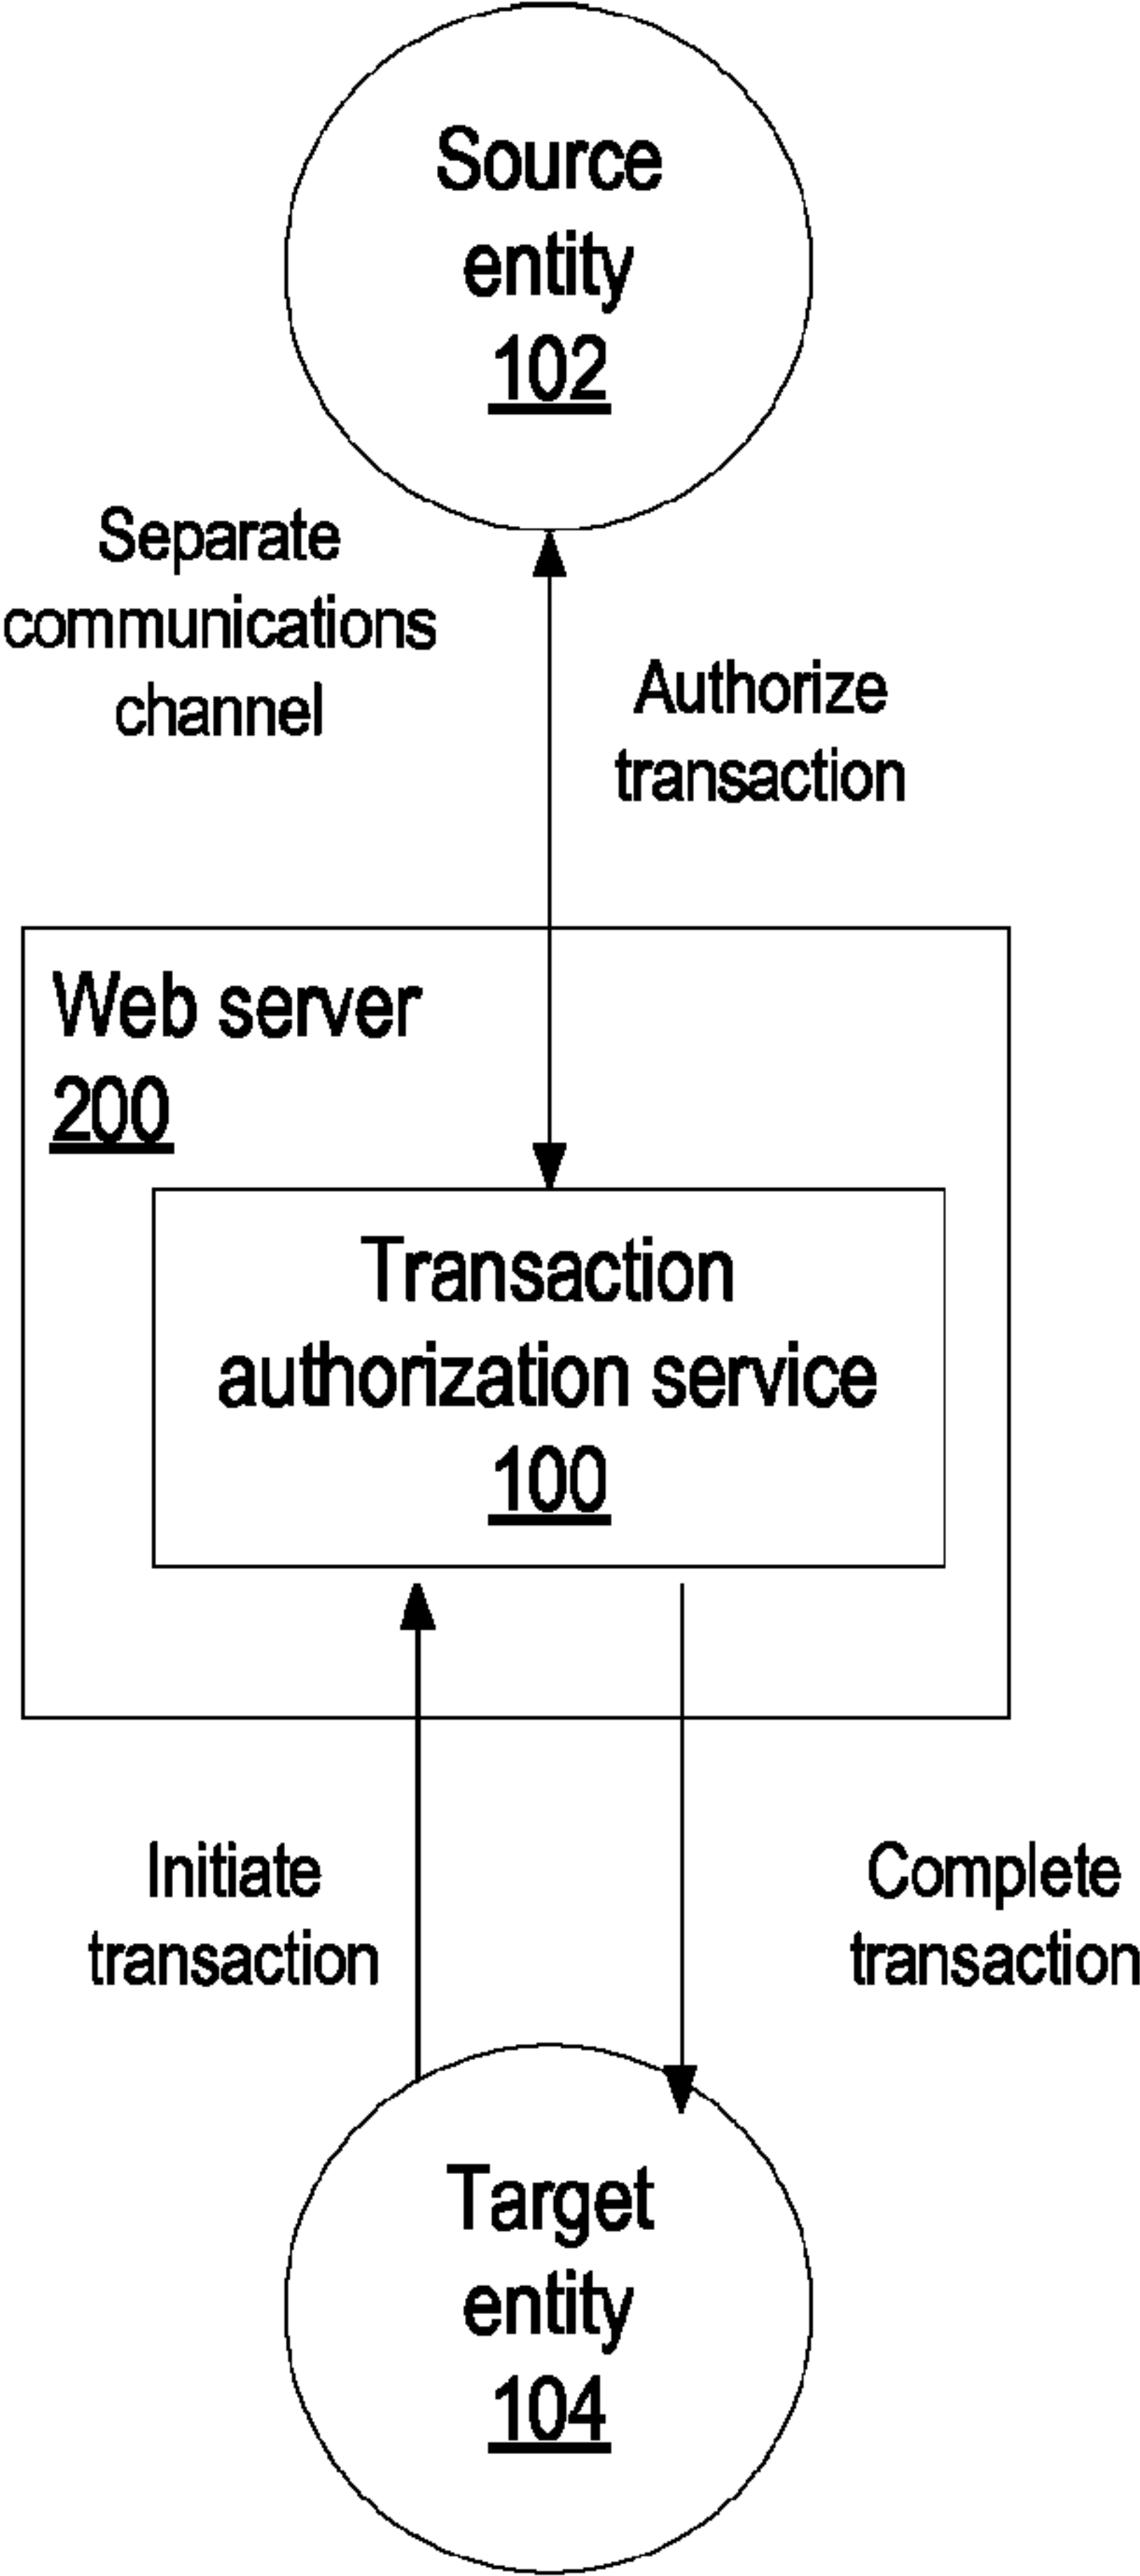 Source
entity
102
Separate
communications
channel
Authorize
transaction
Web server
200
Transaction
authorization service
100
Initiate
transaction
Complete
transaction
Target
entity
104